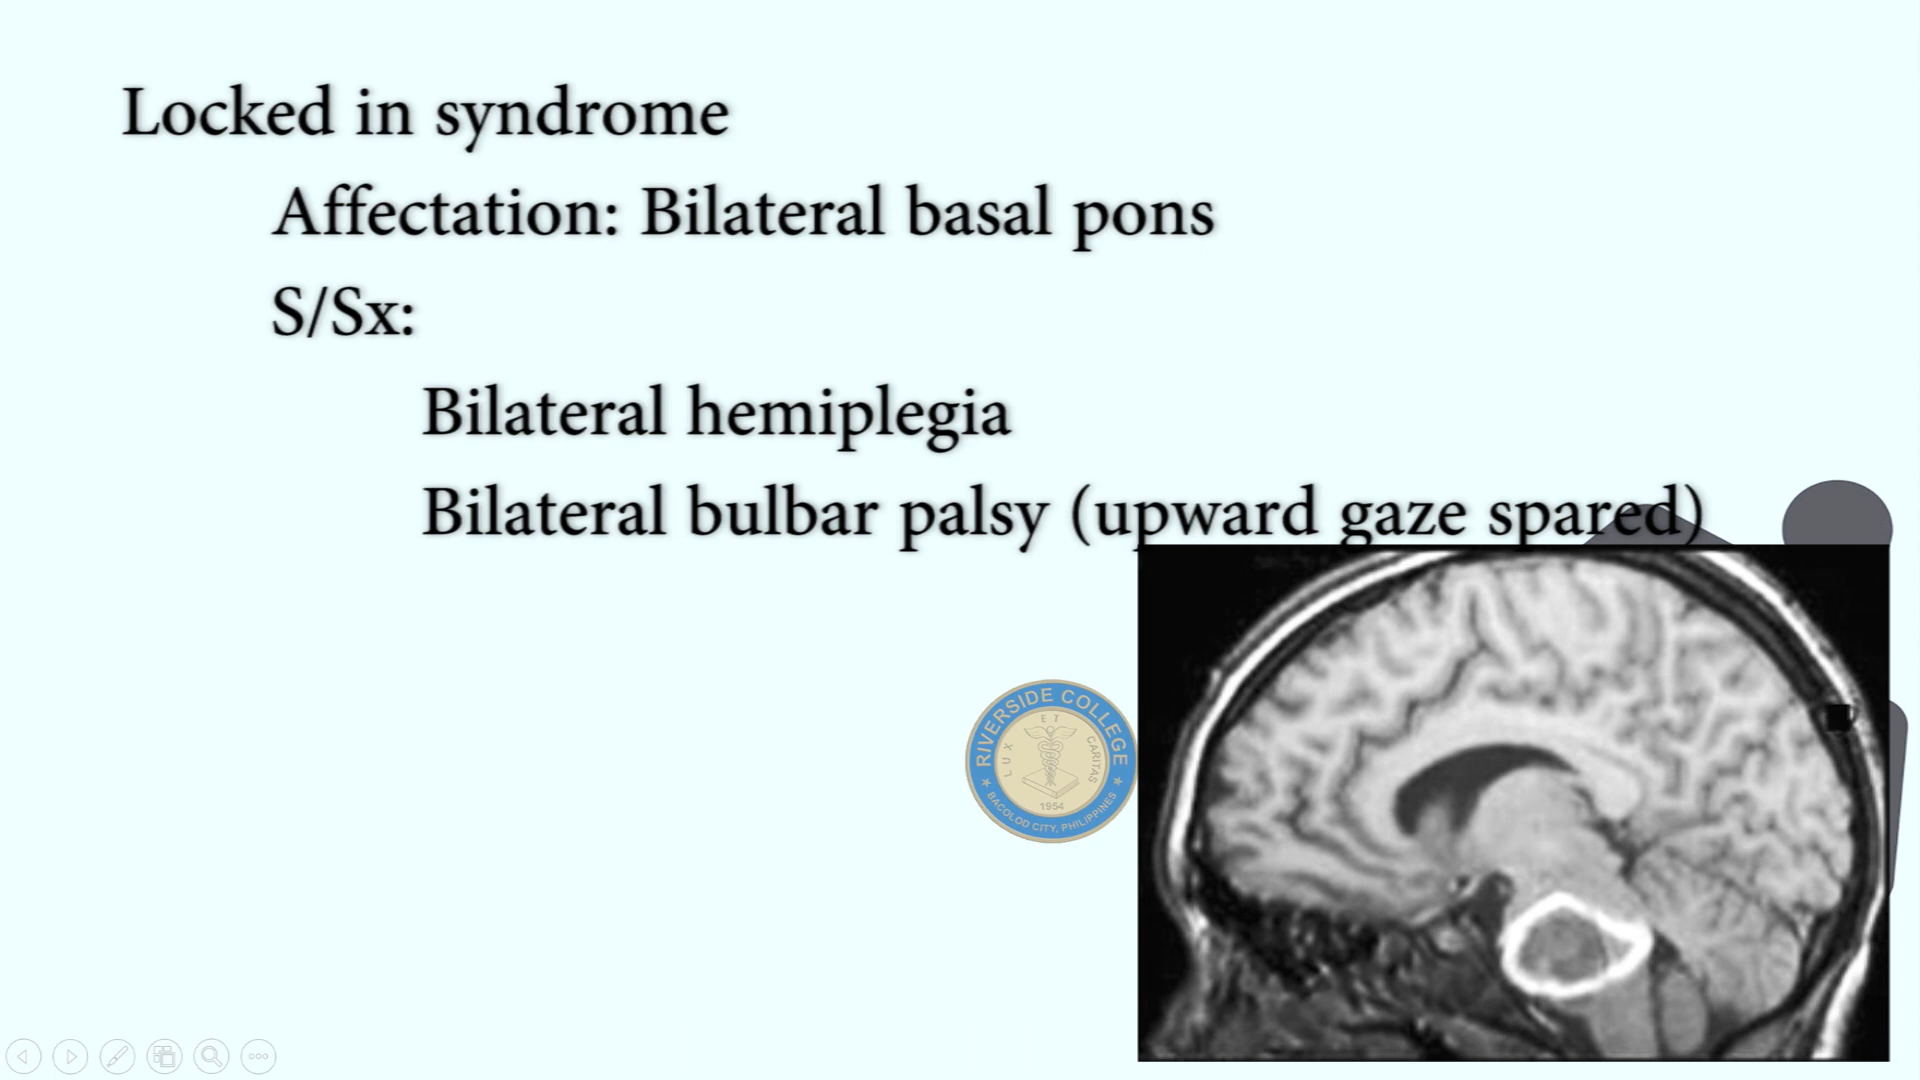 Locked in syndrome
Affectation: Bilateral basal pons
S/Sx:
Bilateral hemiplegia
Bilateral bulbar palsy (upward gaze spared)
RIVERSIDE COLLEGE
ET
LUX
CARITAS
1954
BACOLOD CITY, PHILIPPINES